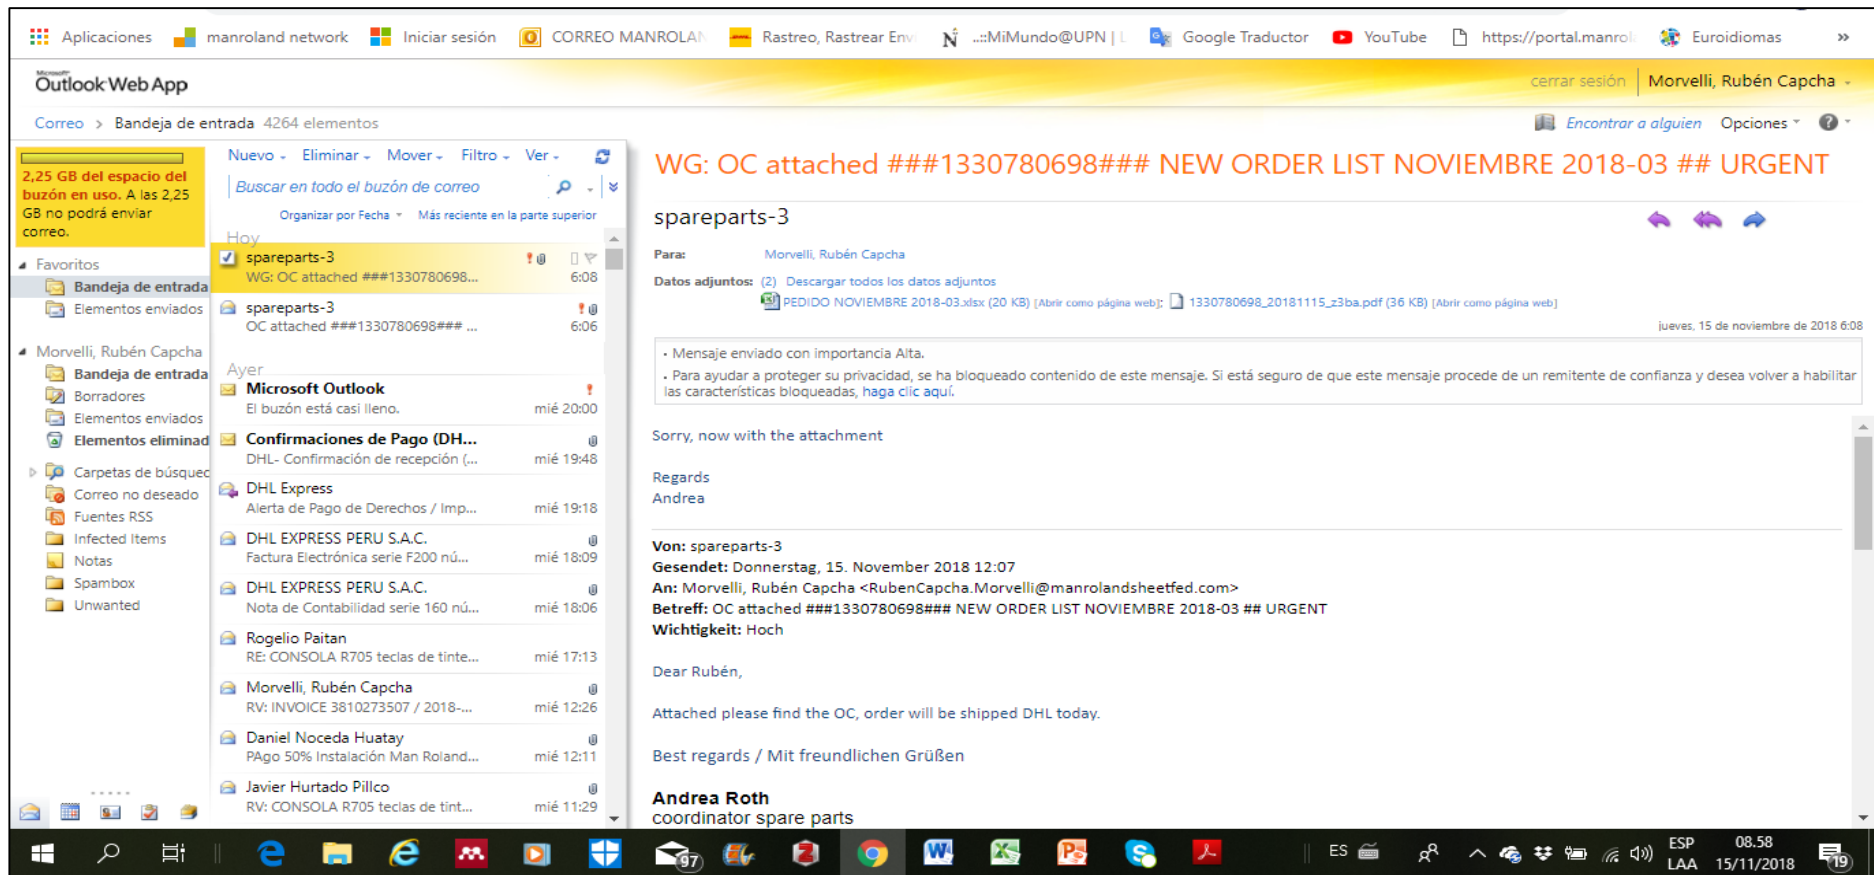 Aplicaciones manroland network Iniciar sesión CORREO MANROLAN Rastreo, Rastrear Env ..::MiMundo@UPN | L Google Traductor YouTube https://portal.manrol Euroidiomas »
Microsoft
Outlook Web App
cerrar sesión Morvelli, Rubén Capcha
Correo > Bandeja de entrada 4264 elementos
Encontrar a alguien Opciones
2,25 GB del espacio del
buzón en uso. A las 2,25
GB no podrá enviar
correo.
Favoritos
Bandeja de entrada
Elementos enviados
Morvelli, Rubén Capcha
Bandeja de entrada
Borradores
Elementos enviados
Elementos eliminad
Carpetas de búsquec
Correo no deseado
Fuentes RSS
Infected Items
Notas
Spambox
Unwanted
Nuevo Eliminar Mover Filtro Ver
Buscar en todo el buzón de correo
Organizar por Fecha Más reciente en la parte superior
Hoy
spareparts-3
WG: OC attached ###1330780698... 6:08
spareparts-3
OC attached ###1330780698### ... 6:06
Ayer
Microsoft Outlook
El buzón está casi lleno. mié 20:00
Confirmaciones de Pago (DH...
DHL- Confirmación de recepción (... mié 19:48
DHL Express
Alerta de Pago de Derechos / Imp... mié 19:18
DHL EXPRESS PERU S.A.C.
Factura Electrónica serie F200 nú... mié 18:09
DHL EXPRESS PERU S.A.C.
Nota de Contabilidad serie 160 nú... mié 18:06
Rogelio Paitan
RE: CONSOLA R705 teclas de tinte... mié 17:13
Morvelli, Rubén Capcha
RV: INVOICE 3810273507 / 2018-... mié 12:26
Daniel Noceda Huatay
PAgo 50% Instalación Man Roland... mié 12:11
Javier Hurtado Pillco
RV: CONSOLA R705 teclas de tint... mié 11:29
WG: OC attached ###1330780698### NEW ORDER LIST NOVIEMBRE 2018-03 ## URGENT
spareparts-3
Para: Morvelli, Rubén Capcha
Datos adjuntos: (2) Descargar todos los datos adjuntos
PEDIDO NOVIEMBRE 2018-03.xlsx (20 KB) [Abrir como página web]; 1330780698_20181115_z3ba.pdf (36 KB) [Abrir como página web]
jueves, 15 de noviembre de 2018 6:08
• Mensaje enviado con importancia Alta.
• Para ayudar a proteger su privacidad, se ha bloqueado contenido de este mensaje. Si está seguro de que este mensaje procede de un remitente de confianza y desea volver a habilitar
las características bloqueadas, haga clic aquí.
Sorry, now with the attachment
Regards
Andrea
Von: spareparts-3
Gesendet: Donnerstag, 15. November 2018 12:07
An: Morvelli, Rubén Capcha <RubenCapcha.Morvelli@manrolandsheetfed.com>
Betreff: OC attached ###1330780698### NEW ORDER LIST NOVIEMBRE 2018-03 ## URGENT
Wichtigkeit: Hoch
Dear Rubén,
Attached please find the OC, order will be shipped DHL today.
Best regards / Mit freundlichen Grüßen
Andrea Roth
coordinator spare parts
97
ES
ESP
LAA
08.58
15/11/2018
19